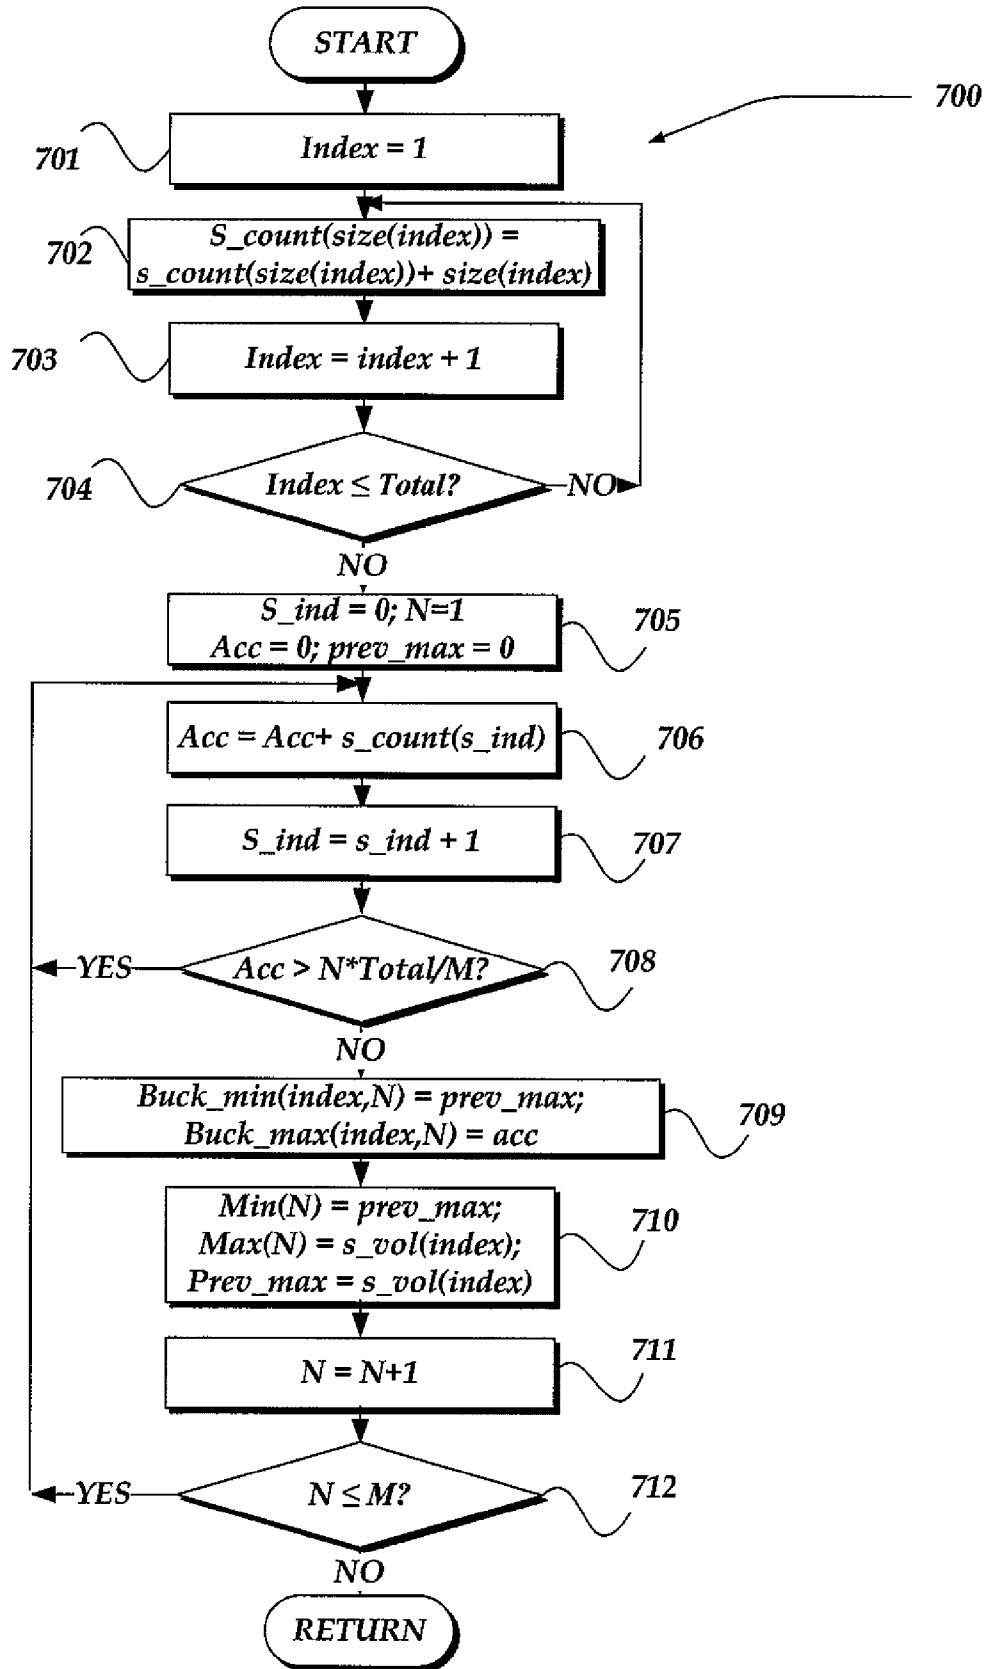 START
700
701
Index = 1
702
S_count(size(index)) =
s_count(size(index))+ size(index)
703
Index = index + 1
704
Index ≤ Total?
NO
NO
S_ind = 0; N=1
Acc = 0; prev_max = 0
705
Acc = Acc+ s_count(s_ind)
706
S_ind = s_ind + 1
707
YES
Acc > N*Total/M?
708
NO
Buck_min(index,N) = prev_max;
Buck_max(index,N) = acc
709
Min(N) = prev_max;
Max(N) = s_vol(index);
Prev_max = s_vol(index)
710
N = N+1
711
YES
N ≤ M?
712
NO
RETURN